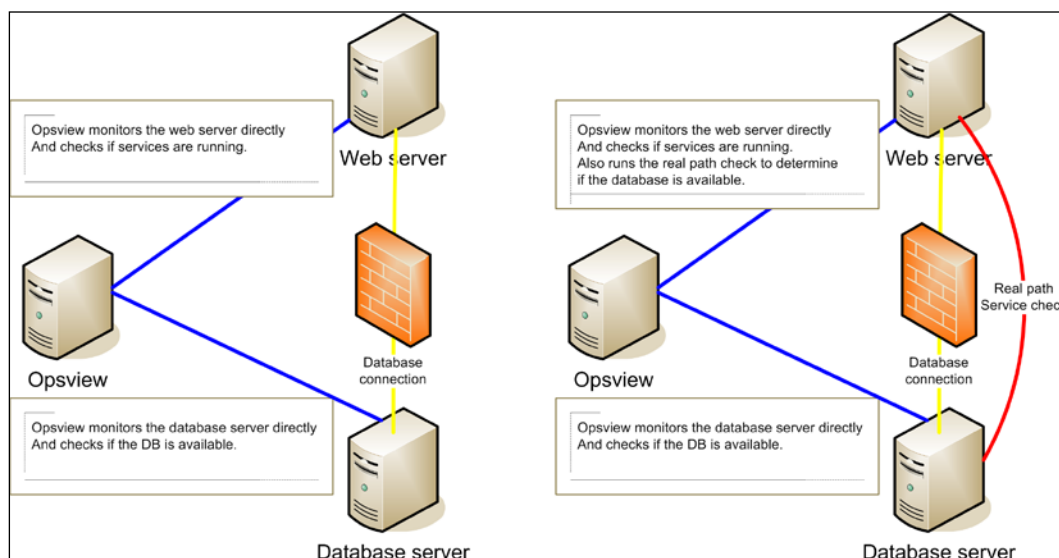 Opsview monitors the web server directly
And checks if services are running.
Web server
Opsview
Database
connection
Opsview monitors the database server directly
And checks if the DB is available.
Database server
Opsview monitors the web server directly
And checks if services are running.
Also runs the real path check to determine
if the database is available.
Web server
Real path
Service check
Opsview
Database
connection
Opsview monitors the database server directly
And checks if the DB is available.
Database server